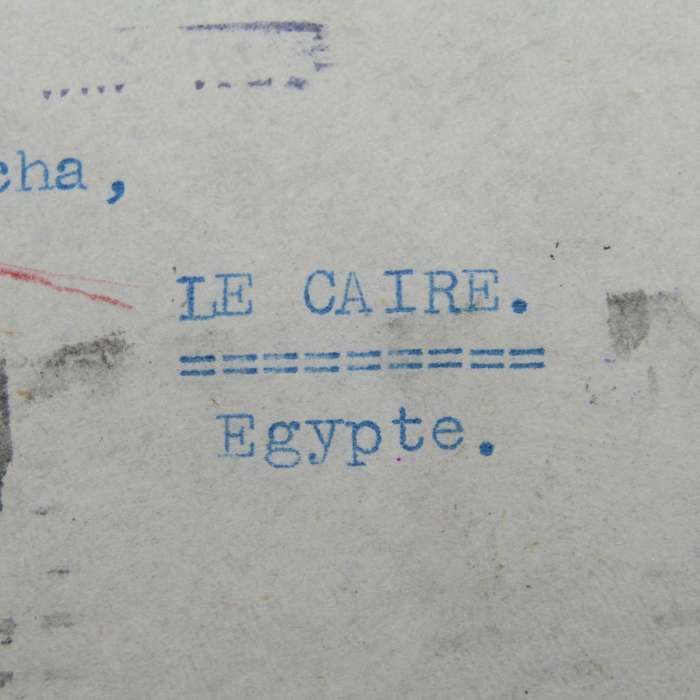 cha,
LE CAIRE.
=========
Egypte.